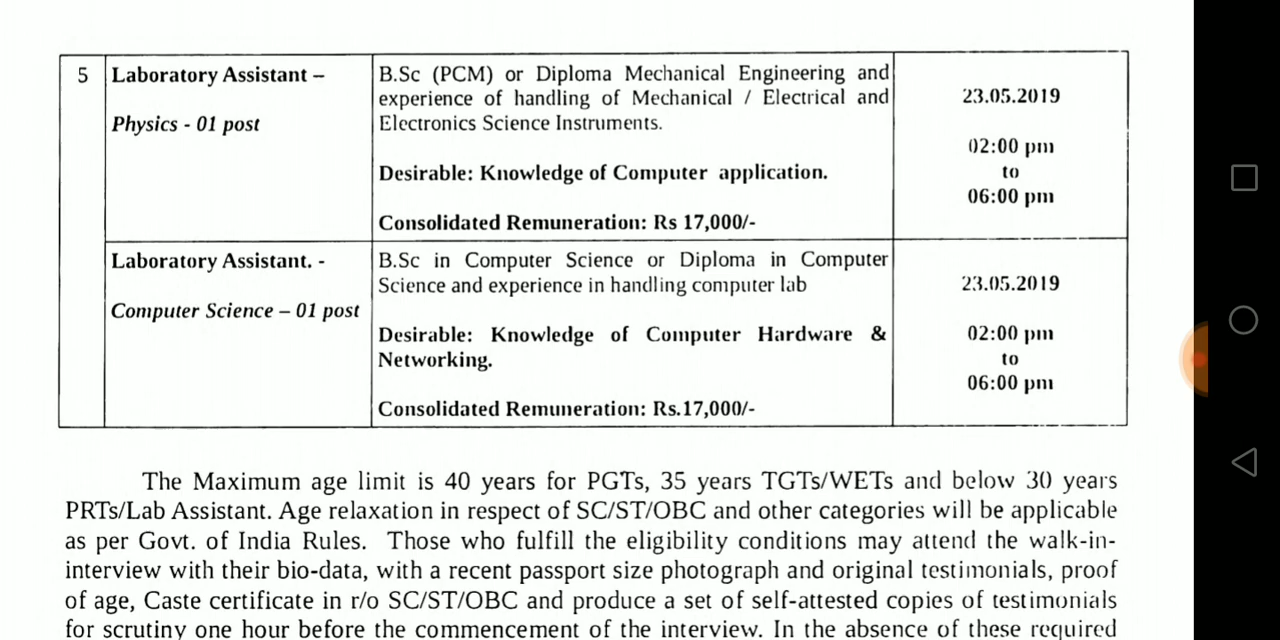 5
Laboratory Assistant –
Physics - 01 post
B.Sc (PCM) or Diploma Mechanical Engineering and
experience of handling of Mechanical / Electrical and
Electronics Science Instruments.
Desirable: Knowledge of Computer application.
Consolidated Remuneration: Rs 17,000/-
23.05.2019
02:00 pm
to
06:00 pm
Laboratory Assistant. -
Computer Science – 01 post
B.Sc in Computer Science or Diploma in Computer
Science and experience in handling computer lab
Desirable: Knowledge of Computer Hardware &
Networking.
Consolidated Remuneration: Rs.17,000/-
23.05.2019
02:00 pm
to
06:00 pm
The Maximum age limit is 40 years for PGTs, 35 years TGTs/WETs and below 30 years
PRTs/Lab Assistant. Age relaxation in respect of SC/ST/OBC and other categories will be applicable
as per Govt. of India Rules. Those who fulfill the eligibility conditions may attend the walk-in-
interview with their bio-data, with a recent passport size photograph and original testimonials, proof
of age, Caste certificate in r/o SC/ST/OBC and produce a set of self-attested copies of testimonials
for scrutiny one hour before the commencement of the interview. In the absence of these required